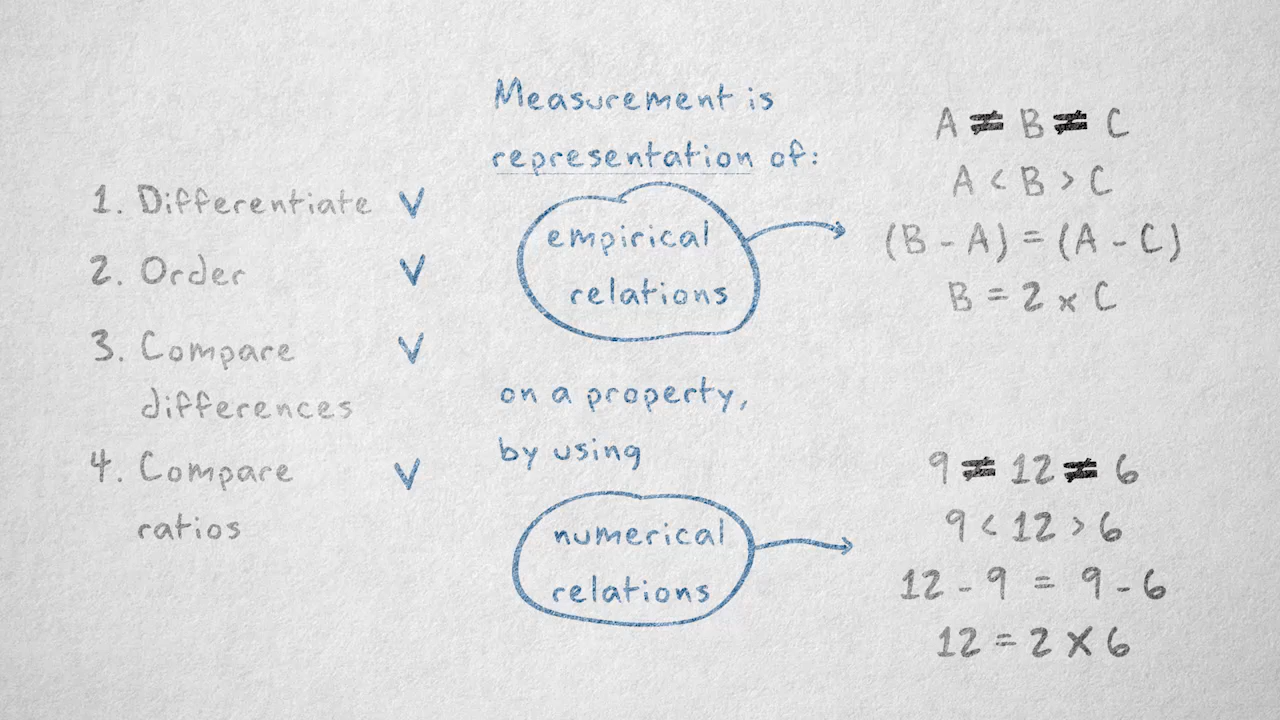 1. Differentiate
2. Order
3. Compare
differences
4. Compare
ratios
Measurement is
representation of:
empirical
relations
on a property,
by using
numerical
relations
A ≠ B ≠ C
A < B > C
(B - A) = (A - C)
B = 2 x C
9 ≠ 12 ≠ 6
9 < 12 > 6
12 - 9 = 9 - 6
12 = 2 X 6